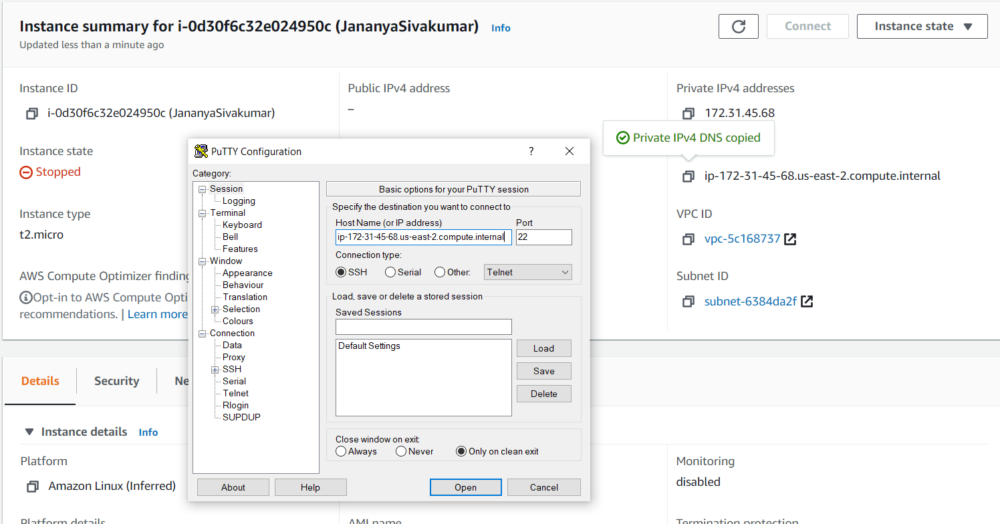 Instance summary for i-0d30f6c32e024950c (JananyaSivakumar) Info
Updated less than a minute ago
Connect
Instance state
Instance ID
i-0d30f6c32e024950c (JananyaSivakumar)
Public IPv4 address
–
Private IPv4 addresses
172.31.45.68
Private IPv4 DNS copied
ip-172-31-45-68.us-east-2.compute.internal
Instance state
Stopped
Instance type
t2.micro
VPC ID
vpc-5c168737
AWS Compute Optimizer finding
Opt-in to AWS Compute Opti
recommendations. | Learn more
Subnet ID
subnet-6384da2f
PuTTY Configuration
?
Category:
Session
Logging
Terminal
Keyboard
Bell
Features
Window
Appearance
Behaviour
Translation
Selection
Colours
Connection
Data
Proxy
SSH
Serial
Telnet
Rlogin
SUPDUP
Basic options for your PuTTY session
Specify the destination you want to connect to
Host Name (or IP address) Port
ip-172-31-45-68.us-east-2.compute.internal 22
Connection type:
SSH Serial Other: Telnet
Load, save or delete a stored session
Saved Sessions
Default Settings
Load
Save
Delete
Close window on exit:
Always Never Only on clean exit
About Help Open Cancel
Details Security Ne
Instance details Info
Platform
Amazon Linux (Inferred)
Monitoring
disabled
Platform details
AMI name
Termination protection